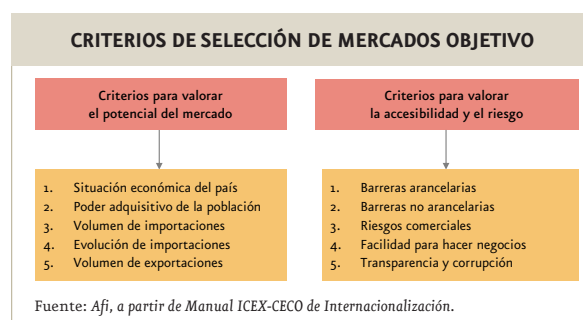 CRITERIOS DE SELECCIÓN DE MERCADOS OBJETIVO
Criterios para valorar
el potencial del mercado
1. Situación económica del país
2. Poder adquisitivo de la población
3. Volumen de importaciones
4. Evolución de importaciones
5. Volumen de exportaciones
Criterios para valorar
la accesibilidad y el riesgo
1. Barreras arancelarias
2. Barreras no arancelarias
3. Riesgos comerciales
4. Facilidad para hacer negocios
5. Transparencia y corrupción
Fuente: Afi, a partir de Manual ICEX-CECO de Internacionalización.